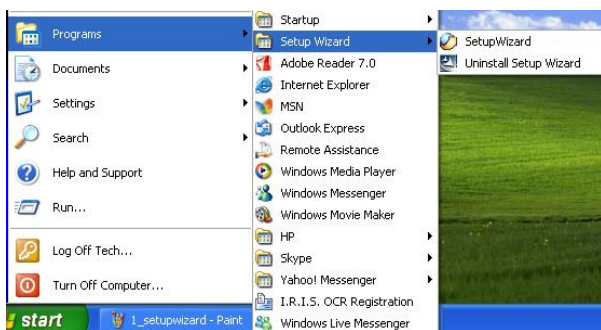 Programs
Documents
Settings
Search
Help and Support
Run...
Log Off Tech...
Turn Off Computer...
Startup
Setup Wizard
Adobe Reader 7.0
Internet Explorer
MSN
Outlook Express
Remote Assistance
Windows Media Player
Windows Messenger
Windows Movie Maker
HP
Skype
Yahoo! Messenger
I.R.I.S. OCR Registration
Windows Live Messenger
SetupWizard
Uninstall Setup Wizard
start
1_setupwizard - Paint